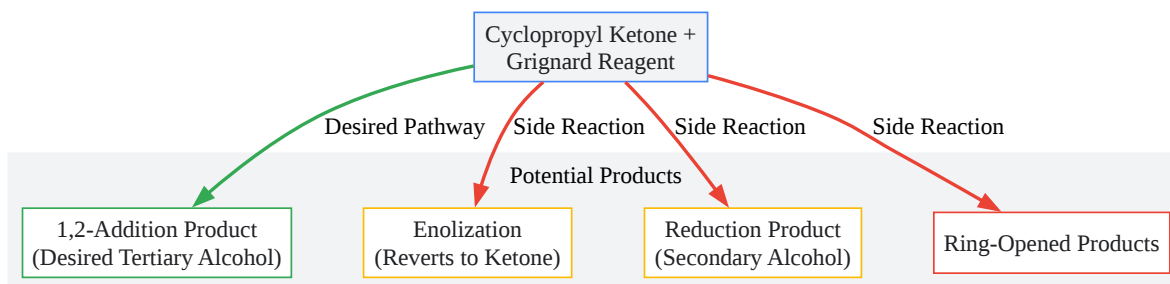 Cyclopropyl Ketone +
Grignard Reagent
Desired Pathway
Side Reaction
Side Reaction
Side Reaction
Potential Products
1,2-Addition Product
(Desired Tertiary Alcohol)
Enolization
(Reverts to Ketone)
Reduction Product
(Secondary Alcohol)
Ring-Opened Products